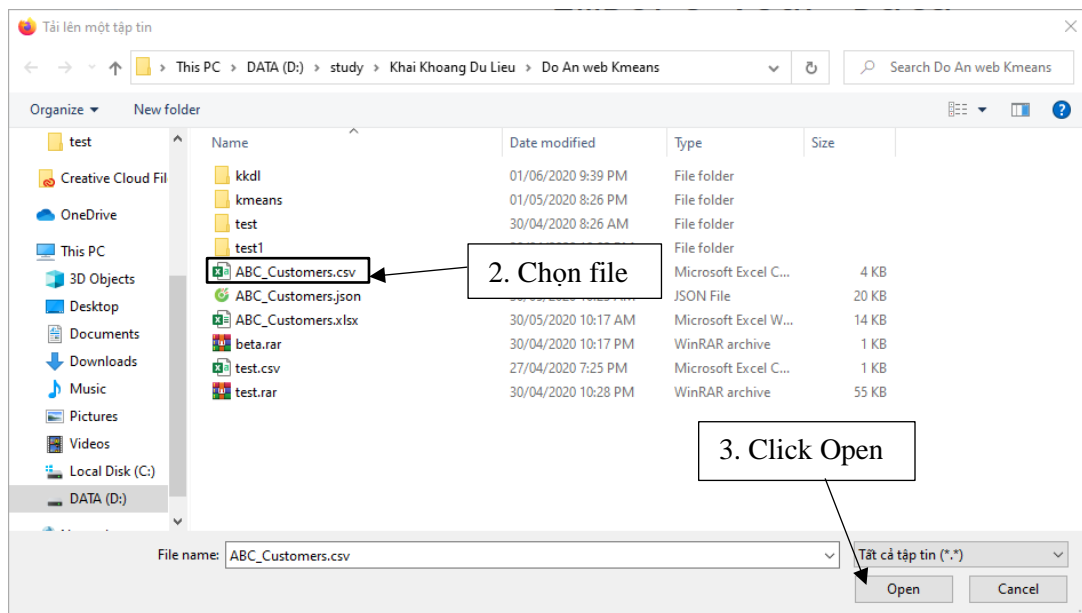 Tải lên một tập tin
This PC > DATA (D:) > study > Khai Khoang Du Lieu > Do An web Kmeans
Search Do An web Kmeans
Organize
New folder
Name
Date modified
Type
Size
test
Creative Cloud Fil
OneDrive
This PC
3D Objects
Desktop
Documents
Downloads
Music
Pictures
Videos
Local Disk (C:)
DATA (D:)
kkdl 01/06/2020 9:39 PM File folder
kmeans 01/05/2020 8:26 PM File folder
test 30/04/2020 8:26 AM File folder
test1 File folder
ABC_Customers.csv Microsoft Excel C... 4 KB
ABC_Customers.json JSON File 20 KB
ABC_Customers.xlsx 30/05/2020 10:17 AM Microsoft Excel W... 14 KB
beta.rar 30/04/2020 10:17 PM WinRAR archive 1 KB
test.csv 27/04/2020 7:25 PM Microsoft Excel C... 1 KB
test.rar 30/04/2020 10:28 PM WinRAR archive 55 KB
2. Chọn file
3. Click Open
File name: ABC_Customers.csv
Tất cả tập tin (*.*)
Open
Cancel